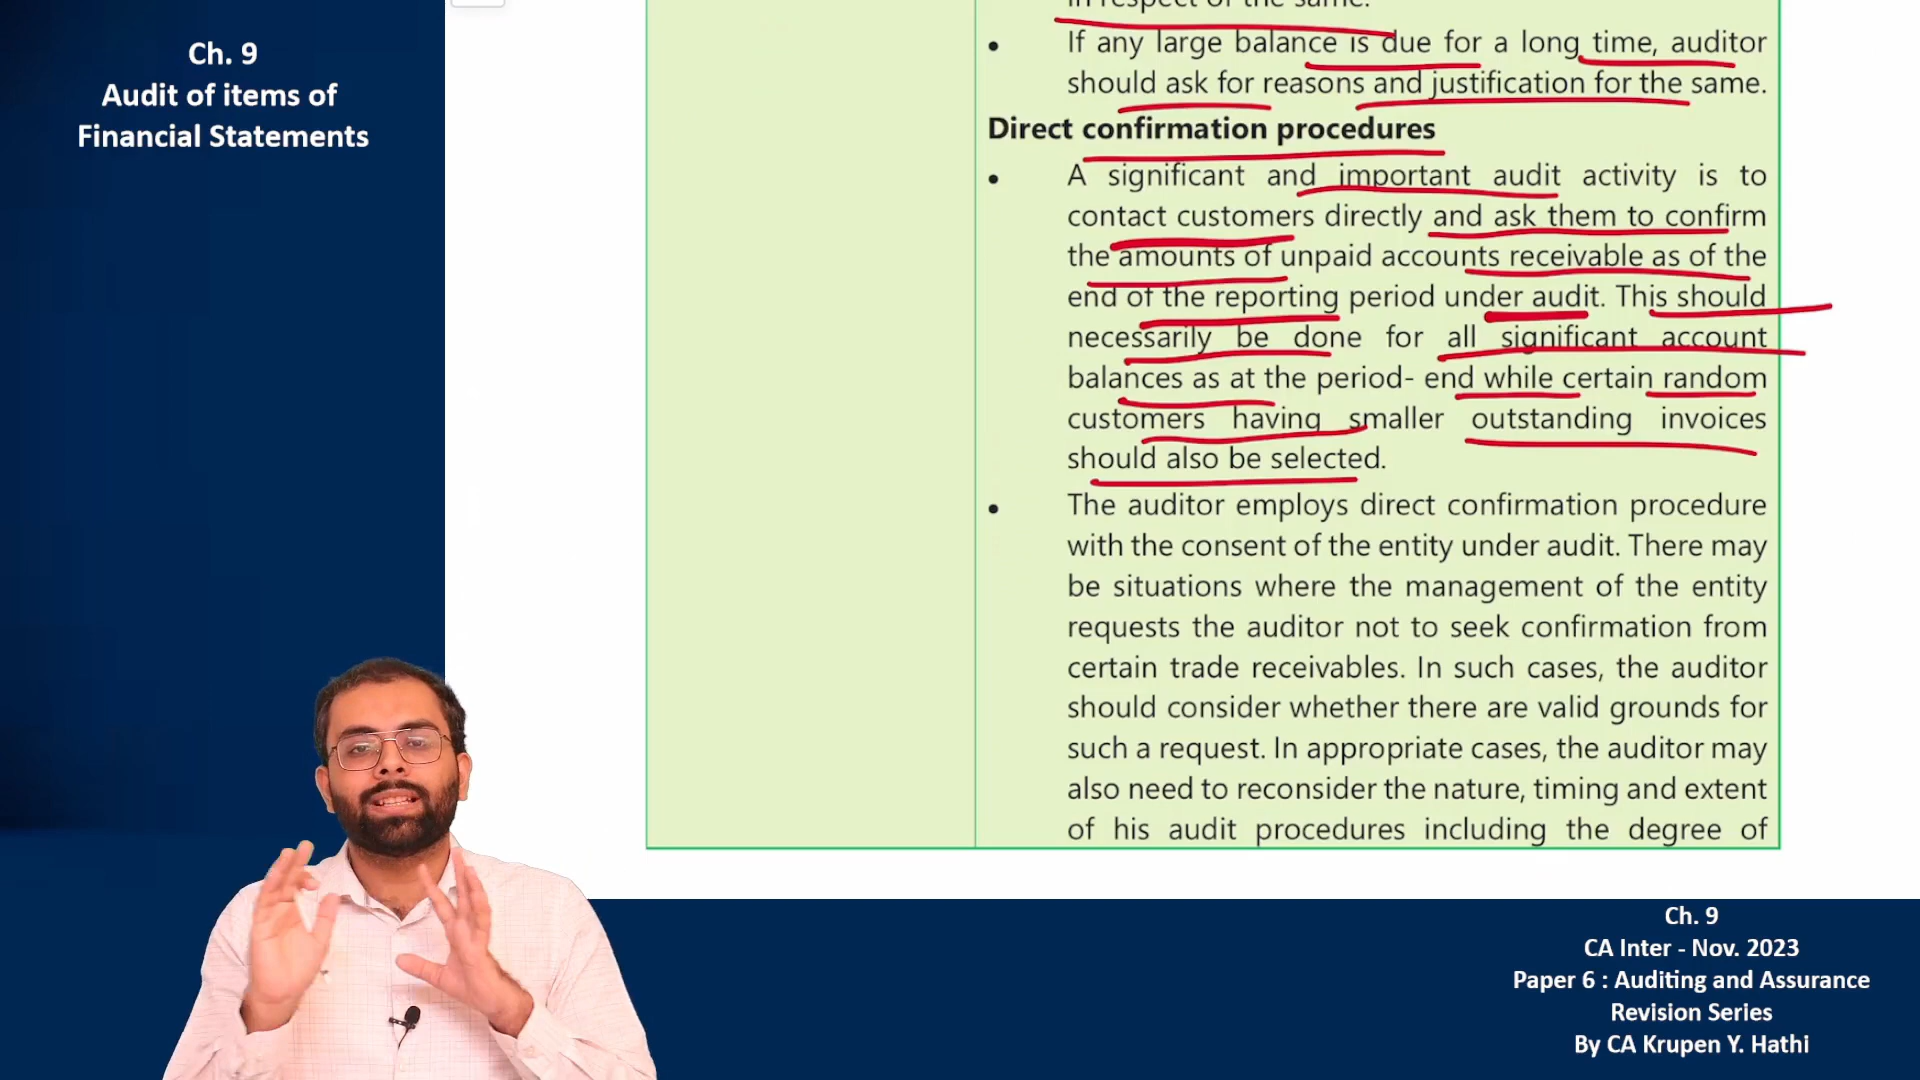 Ch. 9
Audit of items of
Financial Statements
in respect of the same.
• If any large balance is due for a long time, auditor
should ask for reasons and justification for the same.
Direct confirmation procedures
• A significant and important audit activity is to
contact customers directly and ask them to confirm
the amounts of unpaid accounts receivable as of the
end of the reporting period under audit. This should
necessarily be done for all significant account
balances as at the period- end while certain random
customers having smaller outstanding invoices
should also be selected.
• The auditor employs direct confirmation procedure
with the consent of the entity under audit. There may
be situations where the management of the entity
requests the auditor not to seek confirmation from
certain trade receivables. In such cases, the auditor
should consider whether there are valid grounds for
such a request. In appropriate cases, the auditor may
also need to reconsider the nature, timing and extent
of his audit procedures including the degree of
Ch. 9
CA Inter - Nov. 2023
Paper 6 : Auditing and Assurance
Revision Series
By CA Krupen Y. Hathi